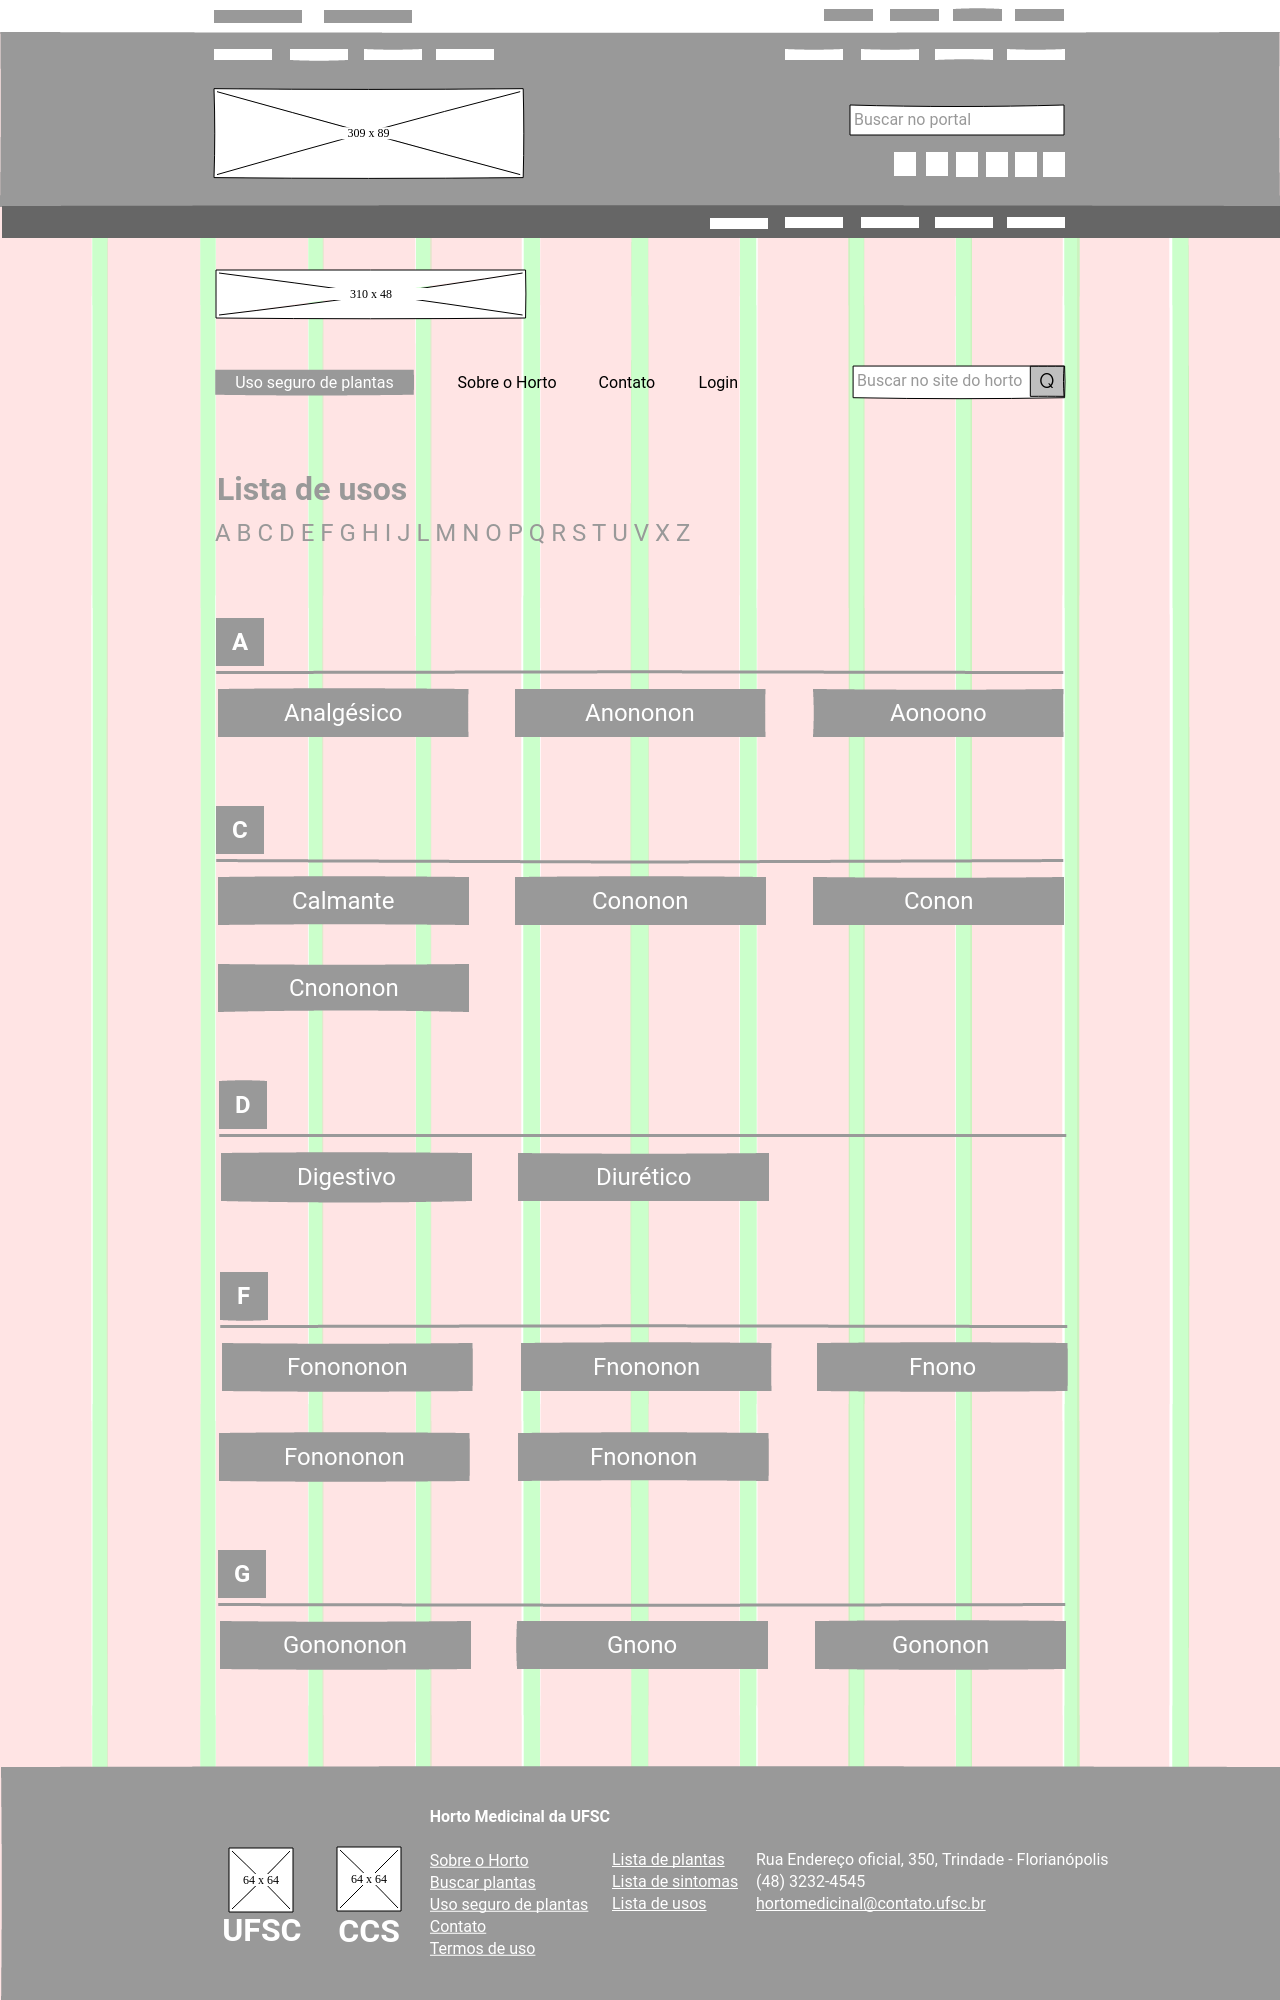 309 x 89
Buscar no portal
310 x 48
Uso seguro de plantas Sobre o Horto Contato Login Buscar no site do horto Q
Lista de usos
A B C D E F G H I J L M N O P Q R S T U V X Z
A
Analgésico Anononon Aonoono
C
Calmante Cononon Conon
Cnononon
D
Digestivo Diurético
F
Fonononon Fnononon Fnono
Fonononon Fnononon
G
Gonononon Gnono Gononon
Horto Medicinal da UFSC
64 x 64
UFSC
64 x 64
CCS
Sobre o Horto
Buscar plantas
Uso seguro de plantas
Contato
Termos de uso
Lista de plantas
Lista de sintomas
Lista de usos
Rua Endereço oficial, 350, Trindade - Florianópolis
(48) 3232-4545
hortomedicinal@contato.ufsc.br